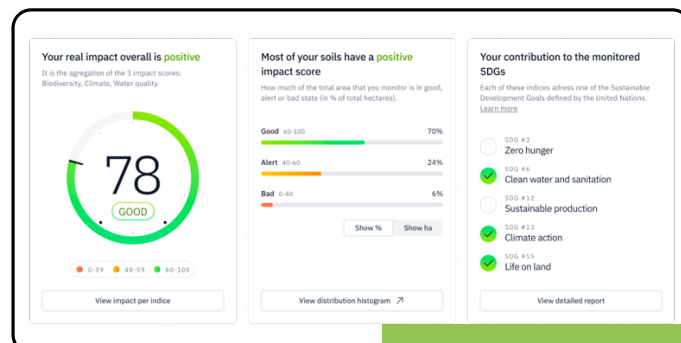 Your real impact overall is positive
It is the agregation of the 3 impact scores:
Biodiversity, Climate, Water quality.
78
GOOD
0-39 40-59 60-100
View impact per indice
Most of your soils have a positive
impact score
How much of the total area that you monitor is in good,
alert or bad state (in % of total hectares).
Good 60-100 70%
Alert 40-60 24%
Bad 0-40 6%
Show % Show ha
View distribution histogram
Your contribution to the monitored
SDGs
Each of these indices adress one of the Sustainable
Development Goals defined by the United Nations.
Learn more
SDG #2
Zero hunger
SDG #6
Clean water and sanitation
SDG #12
Sustainable production
SDG #13
Climate action
SDG #15
Life on land
View detailed report